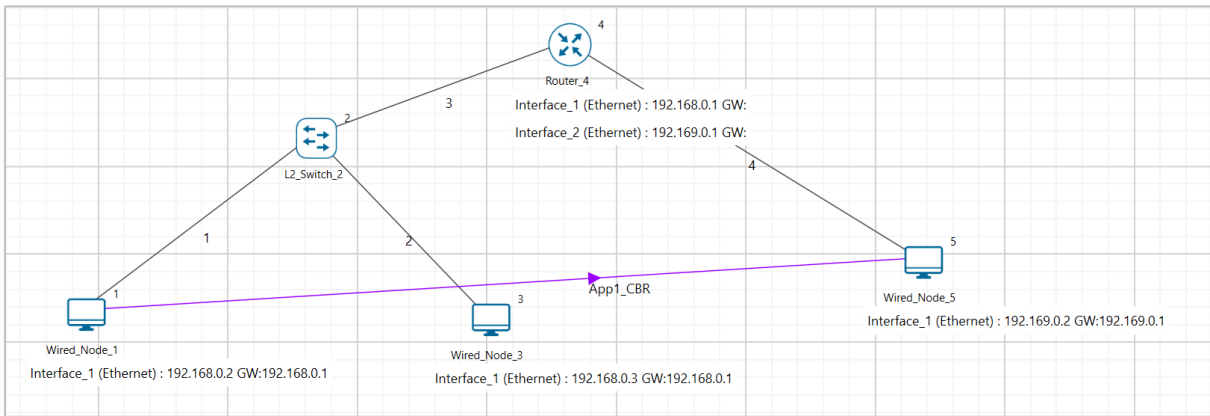 4
Router_4
Interface_1 (Ethernet) : 192.168.0.1 GW:
Interface_2 (Ethernet) : 192.169.0.1 GW:
3
2
L2_Switch_2
4
1
2
5
Wired_Node_5
Interface_1 (Ethernet) : 192.169.0.2 GW:192.169.0.1
App1_CBR
1
Wired_Node_1
Interface_1 (Ethernet) : 192.168.0.2 GW:192.168.0.1
3
Wired_Node_3
Interface_1 (Ethernet) : 192.168.0.3 GW:192.168.0.1